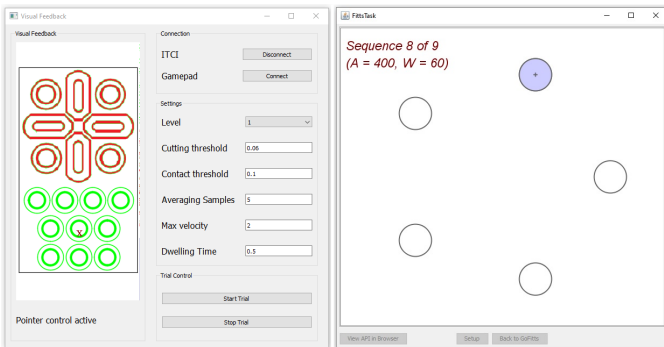 Visual Feedback
Visual Feedback
X
Pointer control active
Connection
ITCI
Disconnect
Gamepad
Connect
Settings
Level
1
Cutting threshold
0.06
Contact threshold
0.1
Averaging Samples
5
Max velocity
2
Dwelling Time
0.5
Trial Control
Start Trial
Stop Trial
FittsTask
Sequence 8 of 9
(A = 400, W = 60)
+
View API in Browser
Setup
Back to GoFitts